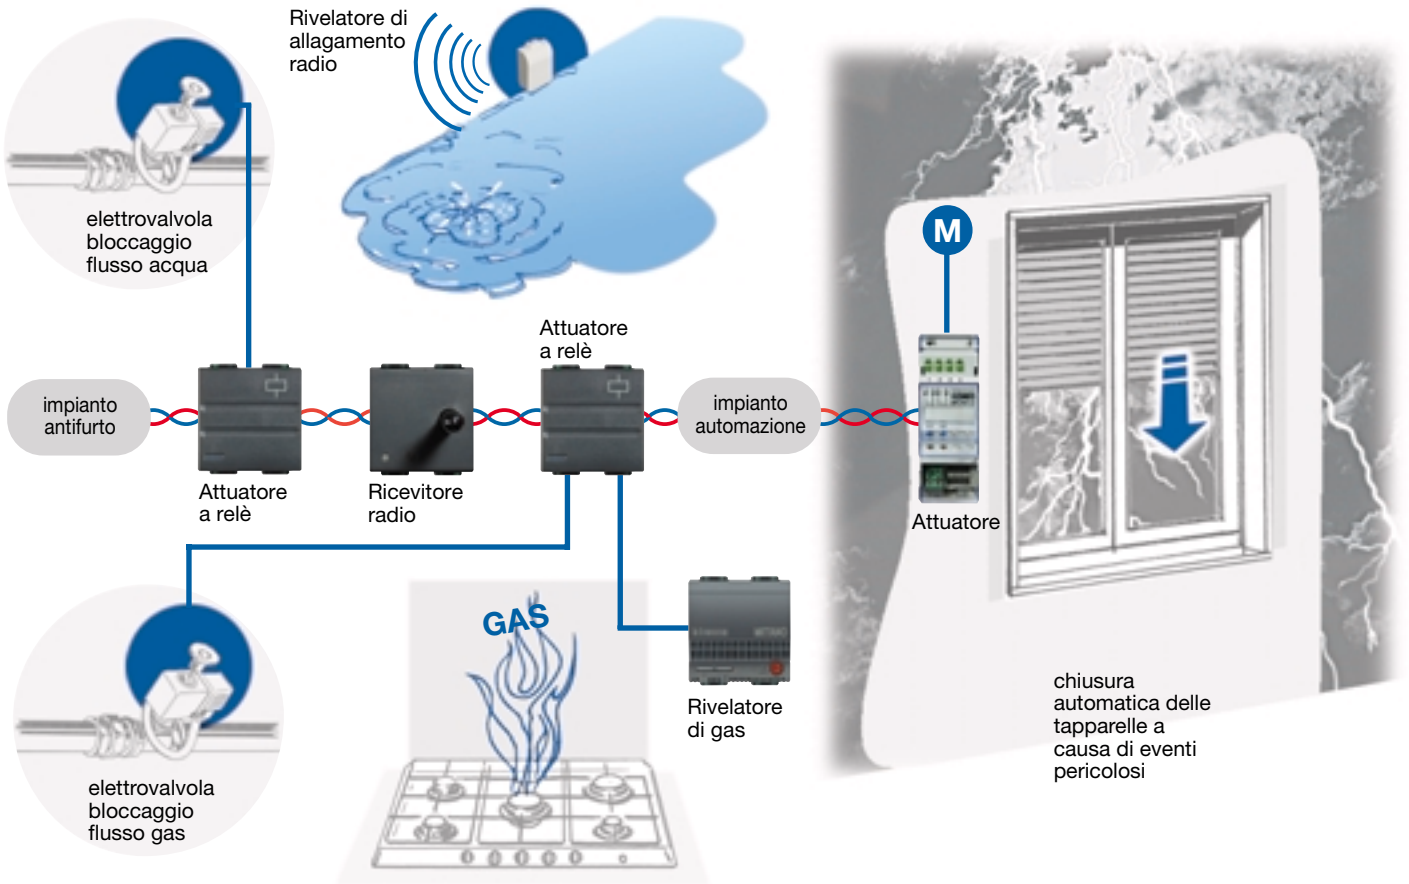 Rivelatore di
allagamento
radio
elettrovalvola
bloccaggio
flusso acqua
M
Attuatore
a relè
impianto
antifurto
impianto
automazione
Attuatore
a relè
Ricevitore
radio
Attuatore
GAS
Rivelatore
di gas
chiusura
automatica delle
tapparelle a
causa di eventi
pericolosi
elettrovalvola
bloccaggio
flusso gas